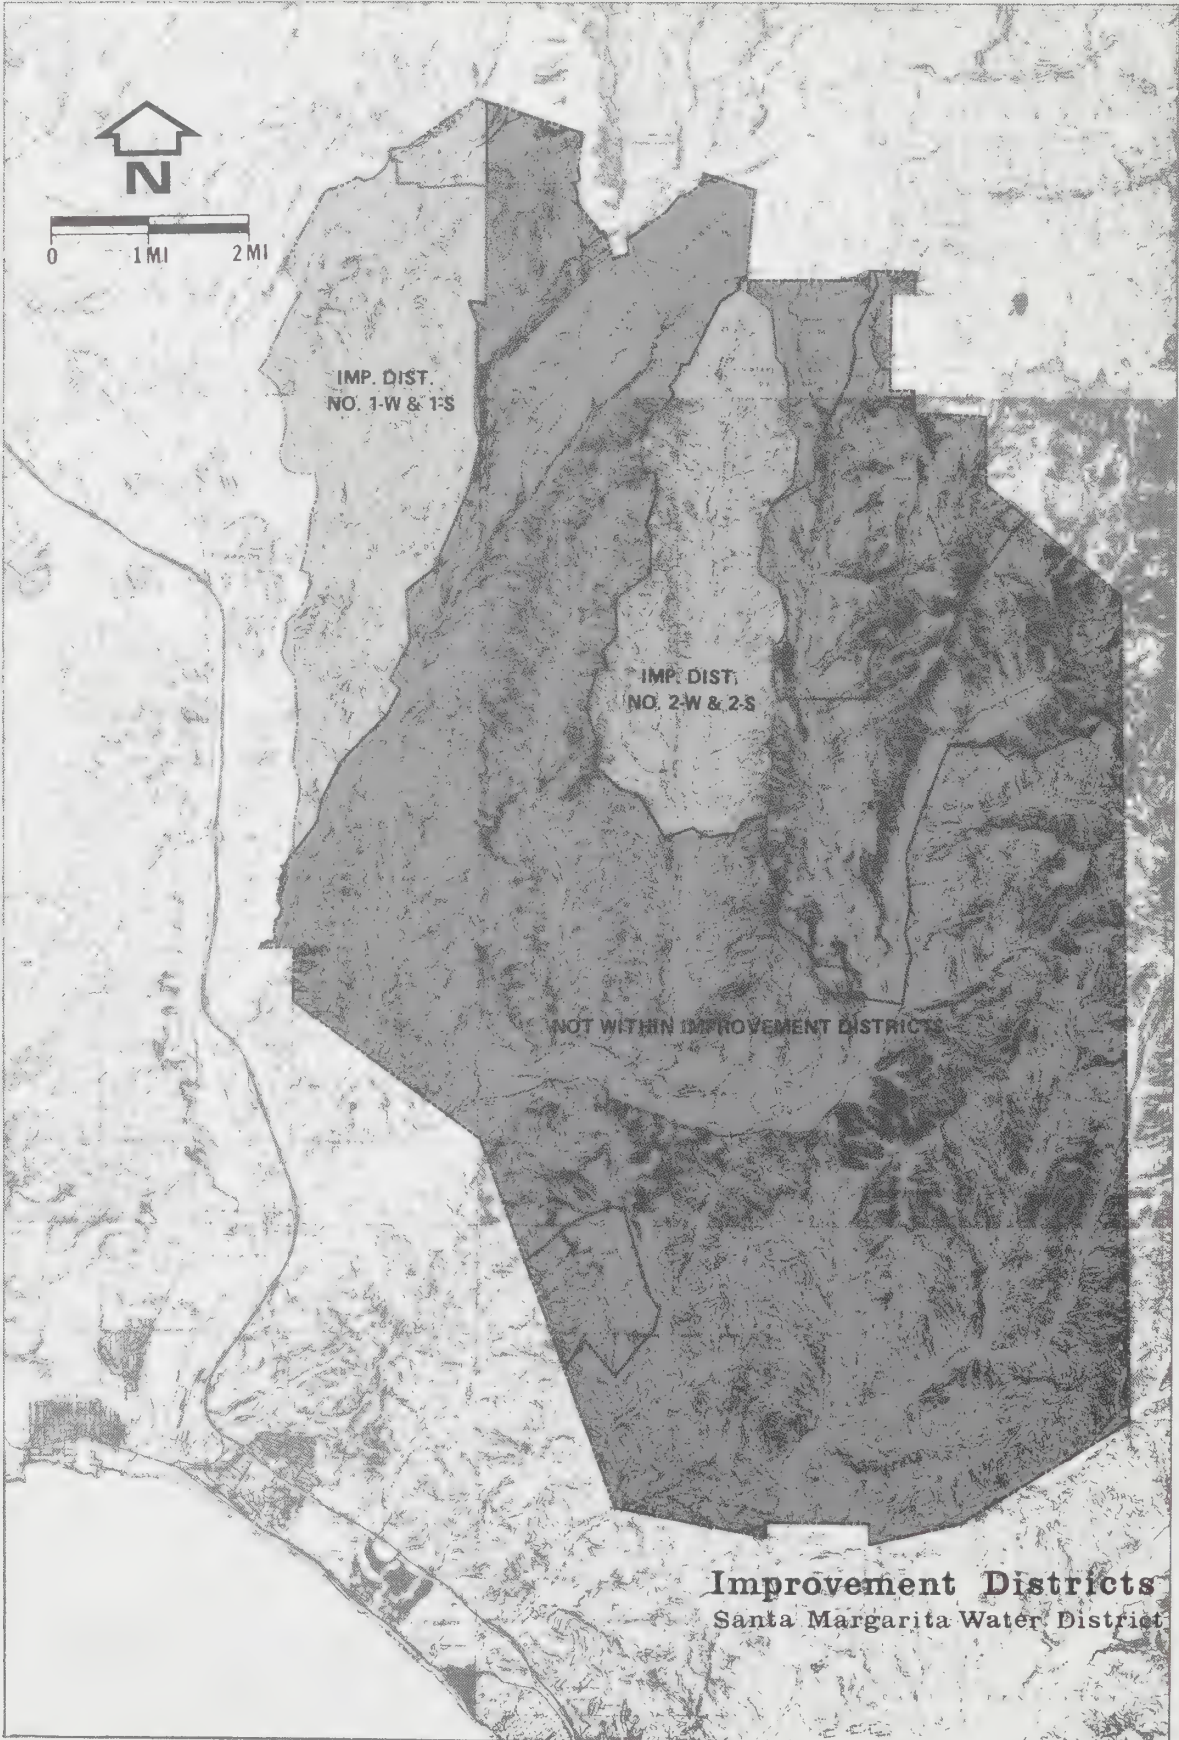 N
0 1 MI 2 MI
IMP. DIST.
NO. 1-W & 1-S
IMP. DIST.
NO. 2-W & 2-S
NOT WITHIN IMPROVEMENT DISTRICTS
Improvement Districts
Santa Margarita Water District